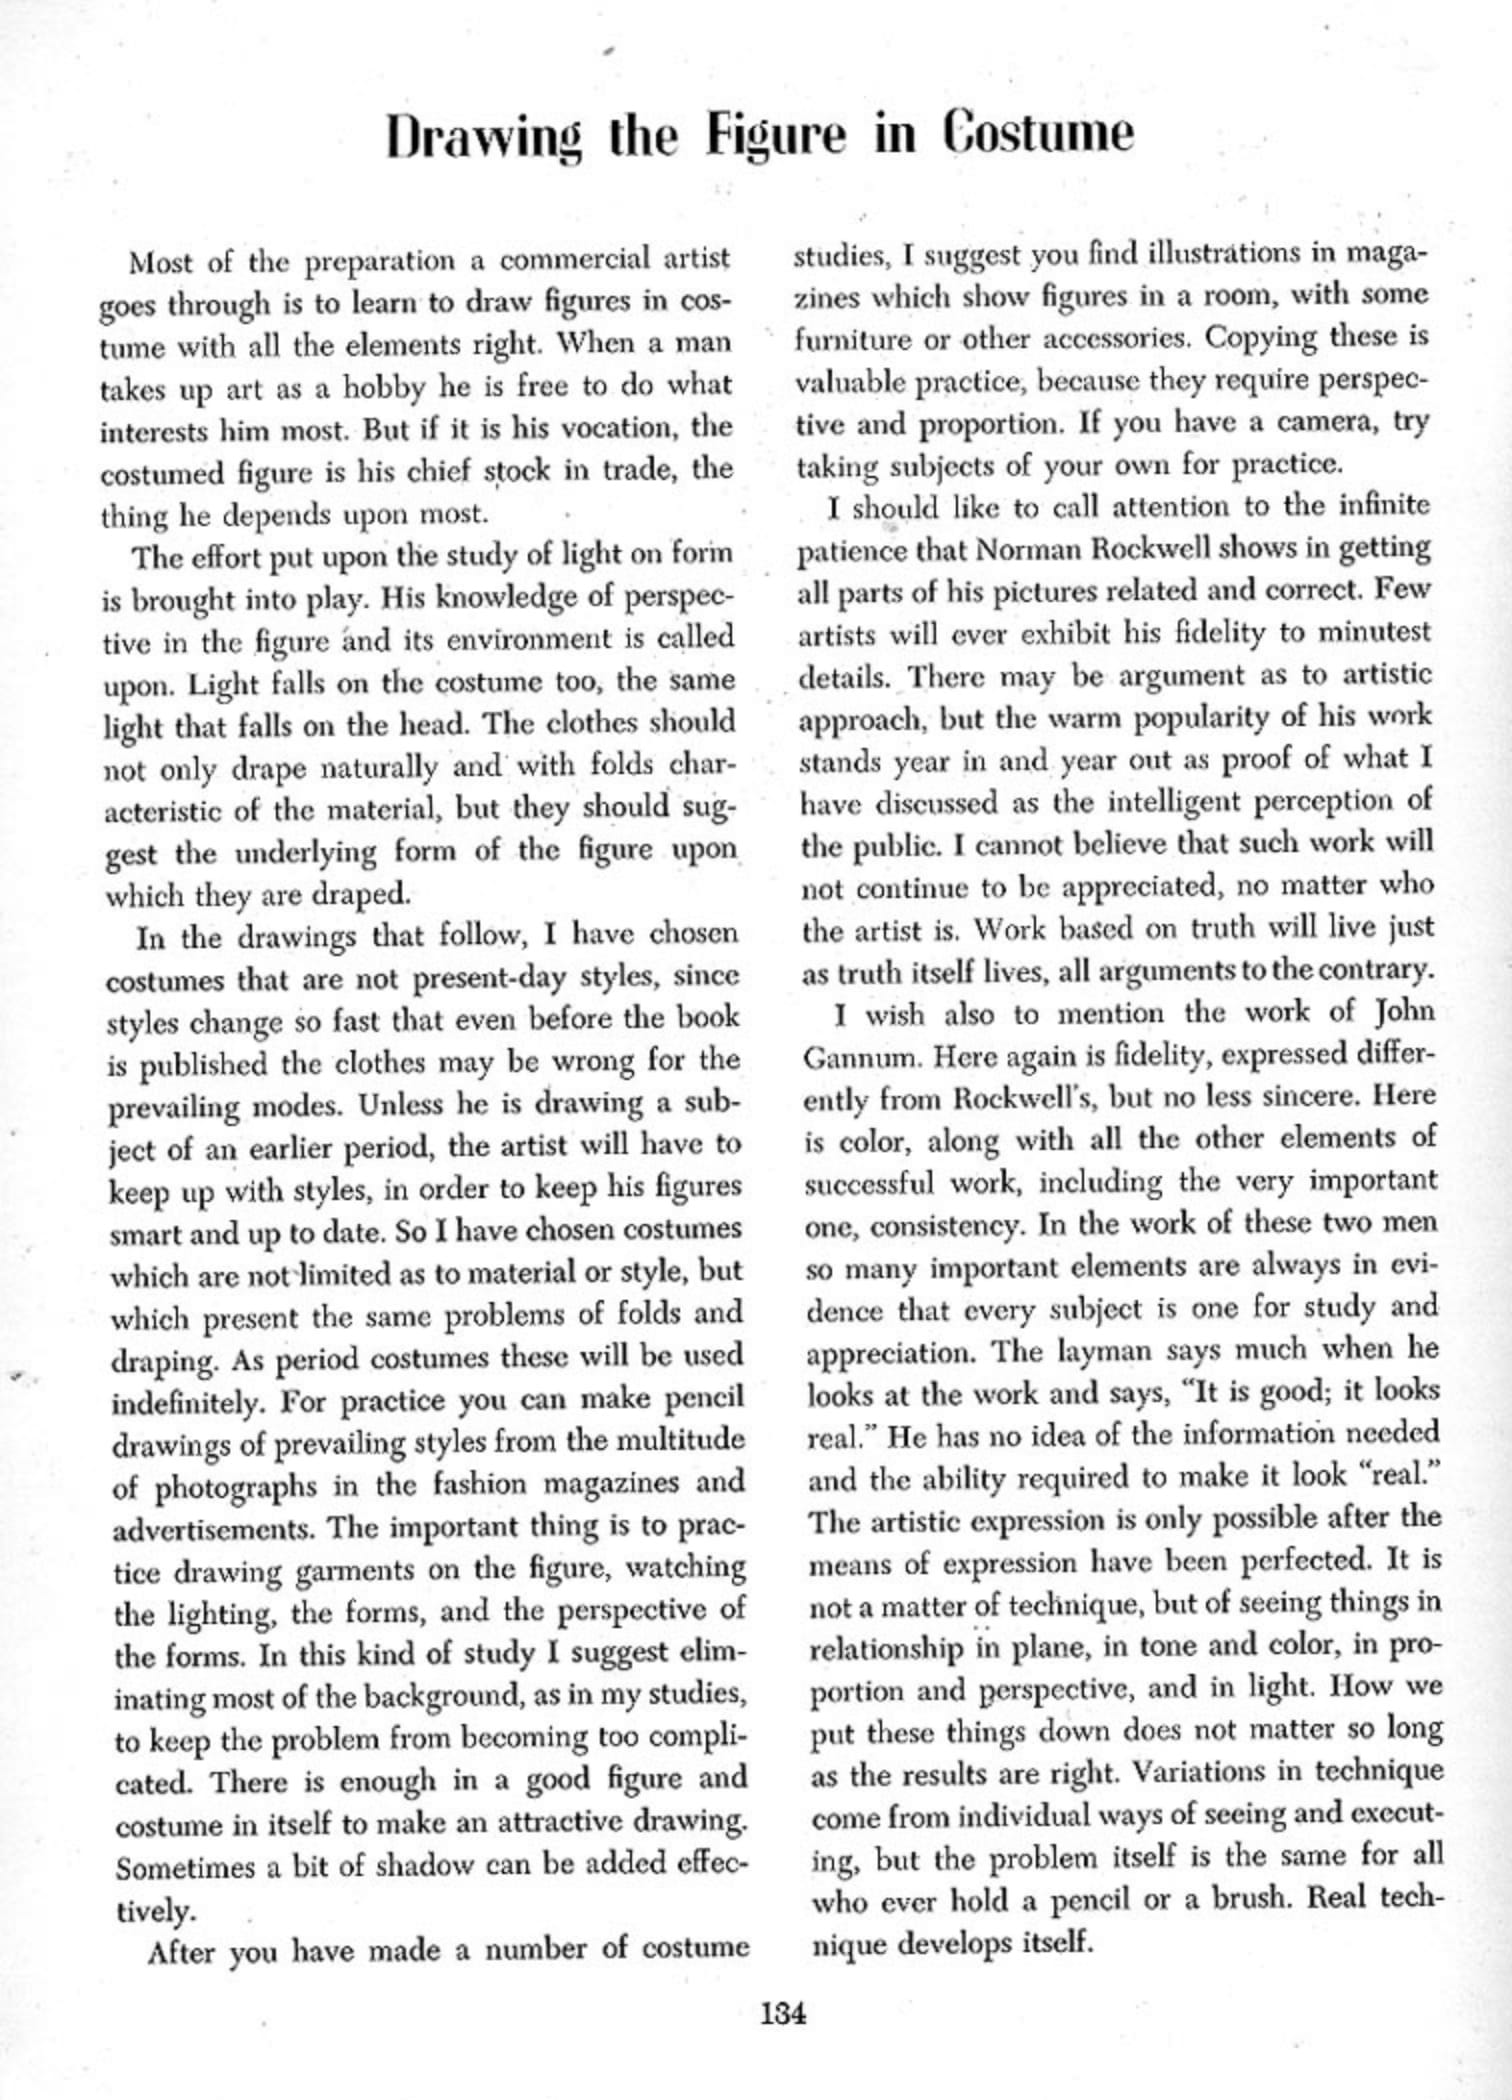 Drawing the Figure in Costume
Most of the preparation a commercial artist
goes through is to learn to draw figures in cos-
tume with all the elements right. When a man
takes up art as a hobby he is free to do what
interests him most. But if it is his vocation, the
costumed figure is his chief stock in trade, the
thing he depends upon most.
The effort put upon the study of light on form
is brought into play. His knowledge of perspec-
tive in the figure and its environment is called
upon. Light falls on the costume too, the same
light that falls on the head. The clothes should
not only drape naturally and with folds char-
acteristic of the material, but they should sug-
gest the underlying form of the figure upon
which they are draped.
In the drawings that follow, I have chosen
costumes that are not present-day styles, since
styles change so fast that even before the book
is published the clothes may be wrong for the
prevailing modes. Unless he is drawing a sub-
ject of an earlier period, the artist will have to
keep up with styles, in order to keep his figures
smart and up to date. So I have chosen costumes
which are not limited as to material or style, but
which present the same problems of folds and
draping. As period costumes these will be used
indefinitely. For practice you can make pencil
drawings of prevailing styles from the multitude
of photographs in the fashion magazines and
advertisements. The important thing is to prac-
tice drawing garments on the figure, watching
the lighting, the forms, and the perspective of
the forms. In this kind of study I suggest elim-
inating most of the background, as in my studies,
to keep the problem from becoming too compli-
cated. There is enough in a good figure and
costume in itself to make an attractive drawing.
Sometimes a bit of shadow can be added effec-
tively.
After you have made a number of costume
studies, I suggest you find illustrations in maga-
zines which show figures in a room, with some
furniture or other accessories. Copying these is
valuable practice, because they require perspec-
tive and proportion. If you have a camera, try
taking subjects of your own for practice.
I should like to call attention to the infinite
patience that Norman Rockwell shows in getting
all parts of his pictures related and correct. Few
artists will ever exhibit his fidelity to minutest
details. There may be argument as to artistic
approach, but the warm popularity of his work
stands year in and year out as proof of what I
have discussed as the intelligent perception of
the public. I cannot believe that such work will
not continue to be appreciated, no matter who
the artist is. Work based on truth will live just
as truth itself lives, all arguments to the contrary.
I wish also to mention the work of John
Gannum. Here again is fidelity, expressed differ-
ently from Rockwell's, but no less sincere. Here
is color, along with all the other elements of
successful work, including the very important
one, consistency. In the work of these two men
so many important elements are always in evi-
dence that every subject is one for study and
appreciation. The layman says much when he
looks at the work and says, "It is good; it looks
real." He has no idea of the information needed
and the ability required to make it look "real."
The artistic expression is only possible after the
means of expression have been perfected. It is
not a matter of technique, but of seeing things in
relationship in plane, in tone and color, in pro-
portion and perspective, and in light. How we
put these things down does not matter so long
as the results are right. Variations in technique
come from individual ways of seeing and execut-
ing, but the problem itself is the same for all
who ever hold a pencil or a brush. Real tech-
nique develops itself.
134